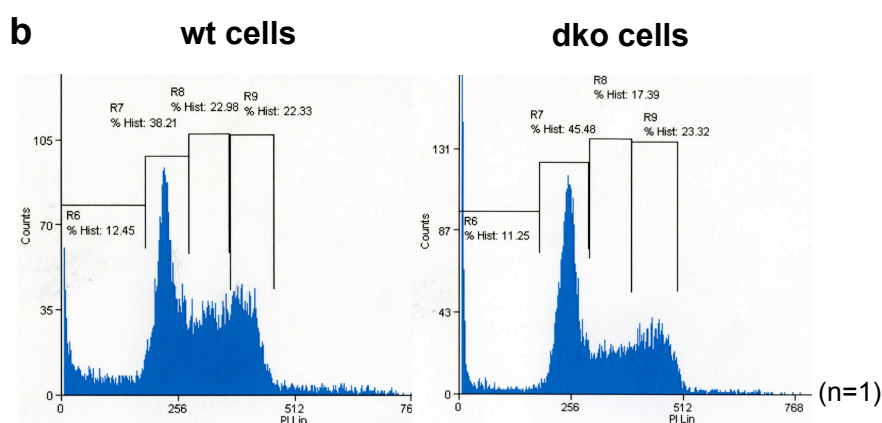 b
wt cells
dko cells
R7
% Hist: 38.21
R8
% Hist: 22.98
R9
% Hist: 22.33
R6
% Hist: 12.45
105
70
35
0
Counts
0
256
512
76
PI Lin
R8
% Hist: 17.39
R7
% Hist: 45.48
R9
% Hist: 23.32
R6
% Hist: 11.25
131
87
43
0
Counts
0
256
512
768
PI Lin
(n=1)